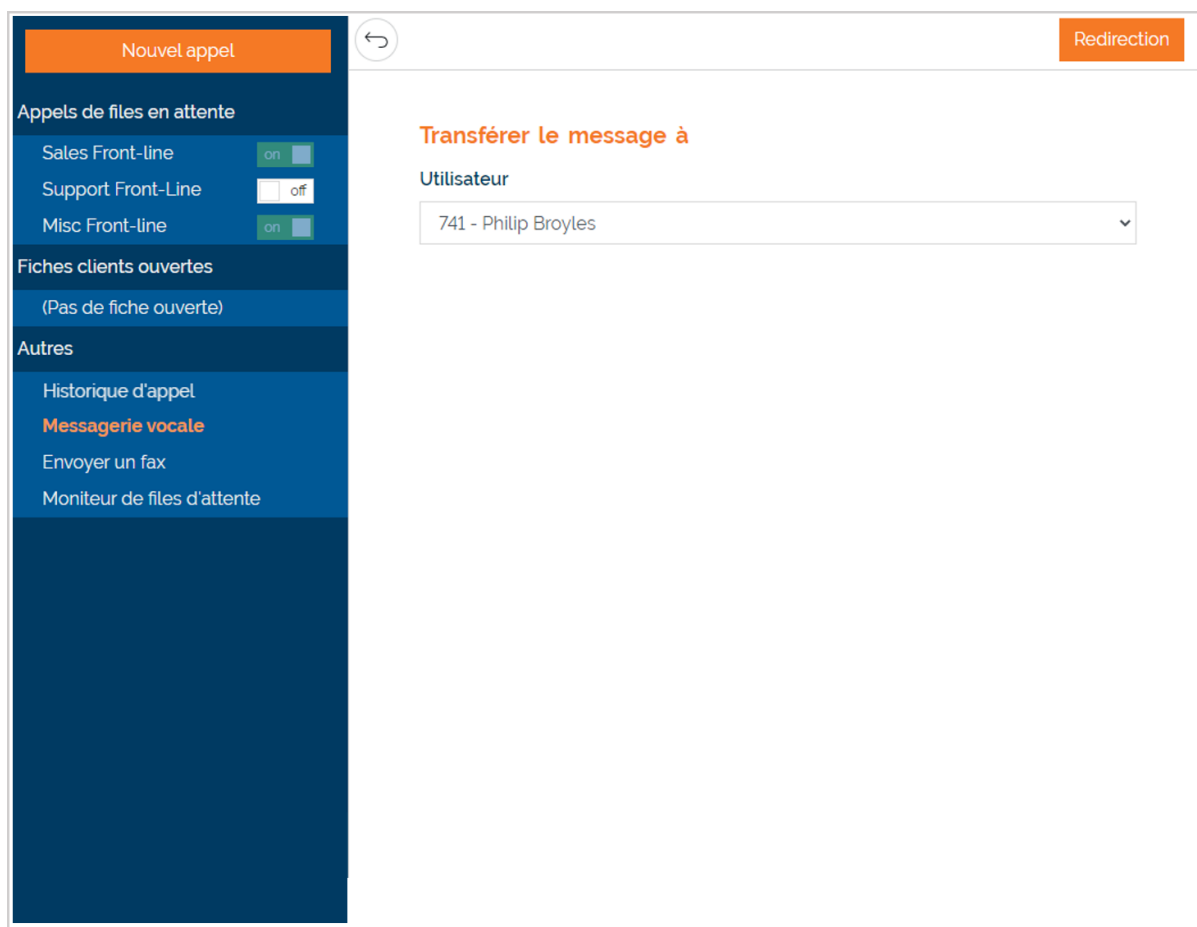 Nouvel appel
Redirection
Appels de files en attente
Sales Front-line on
Support Front-Line off
Misc Front-line on
Fiches clients ouvertes
(Pas de fiche ouverte)
Autres
Historique d'appel
Messagerie vocale
Envoyer un fax
Moniteur de files d'attente
Transférer le message à
Utilisateur
741 - Philip Broyles